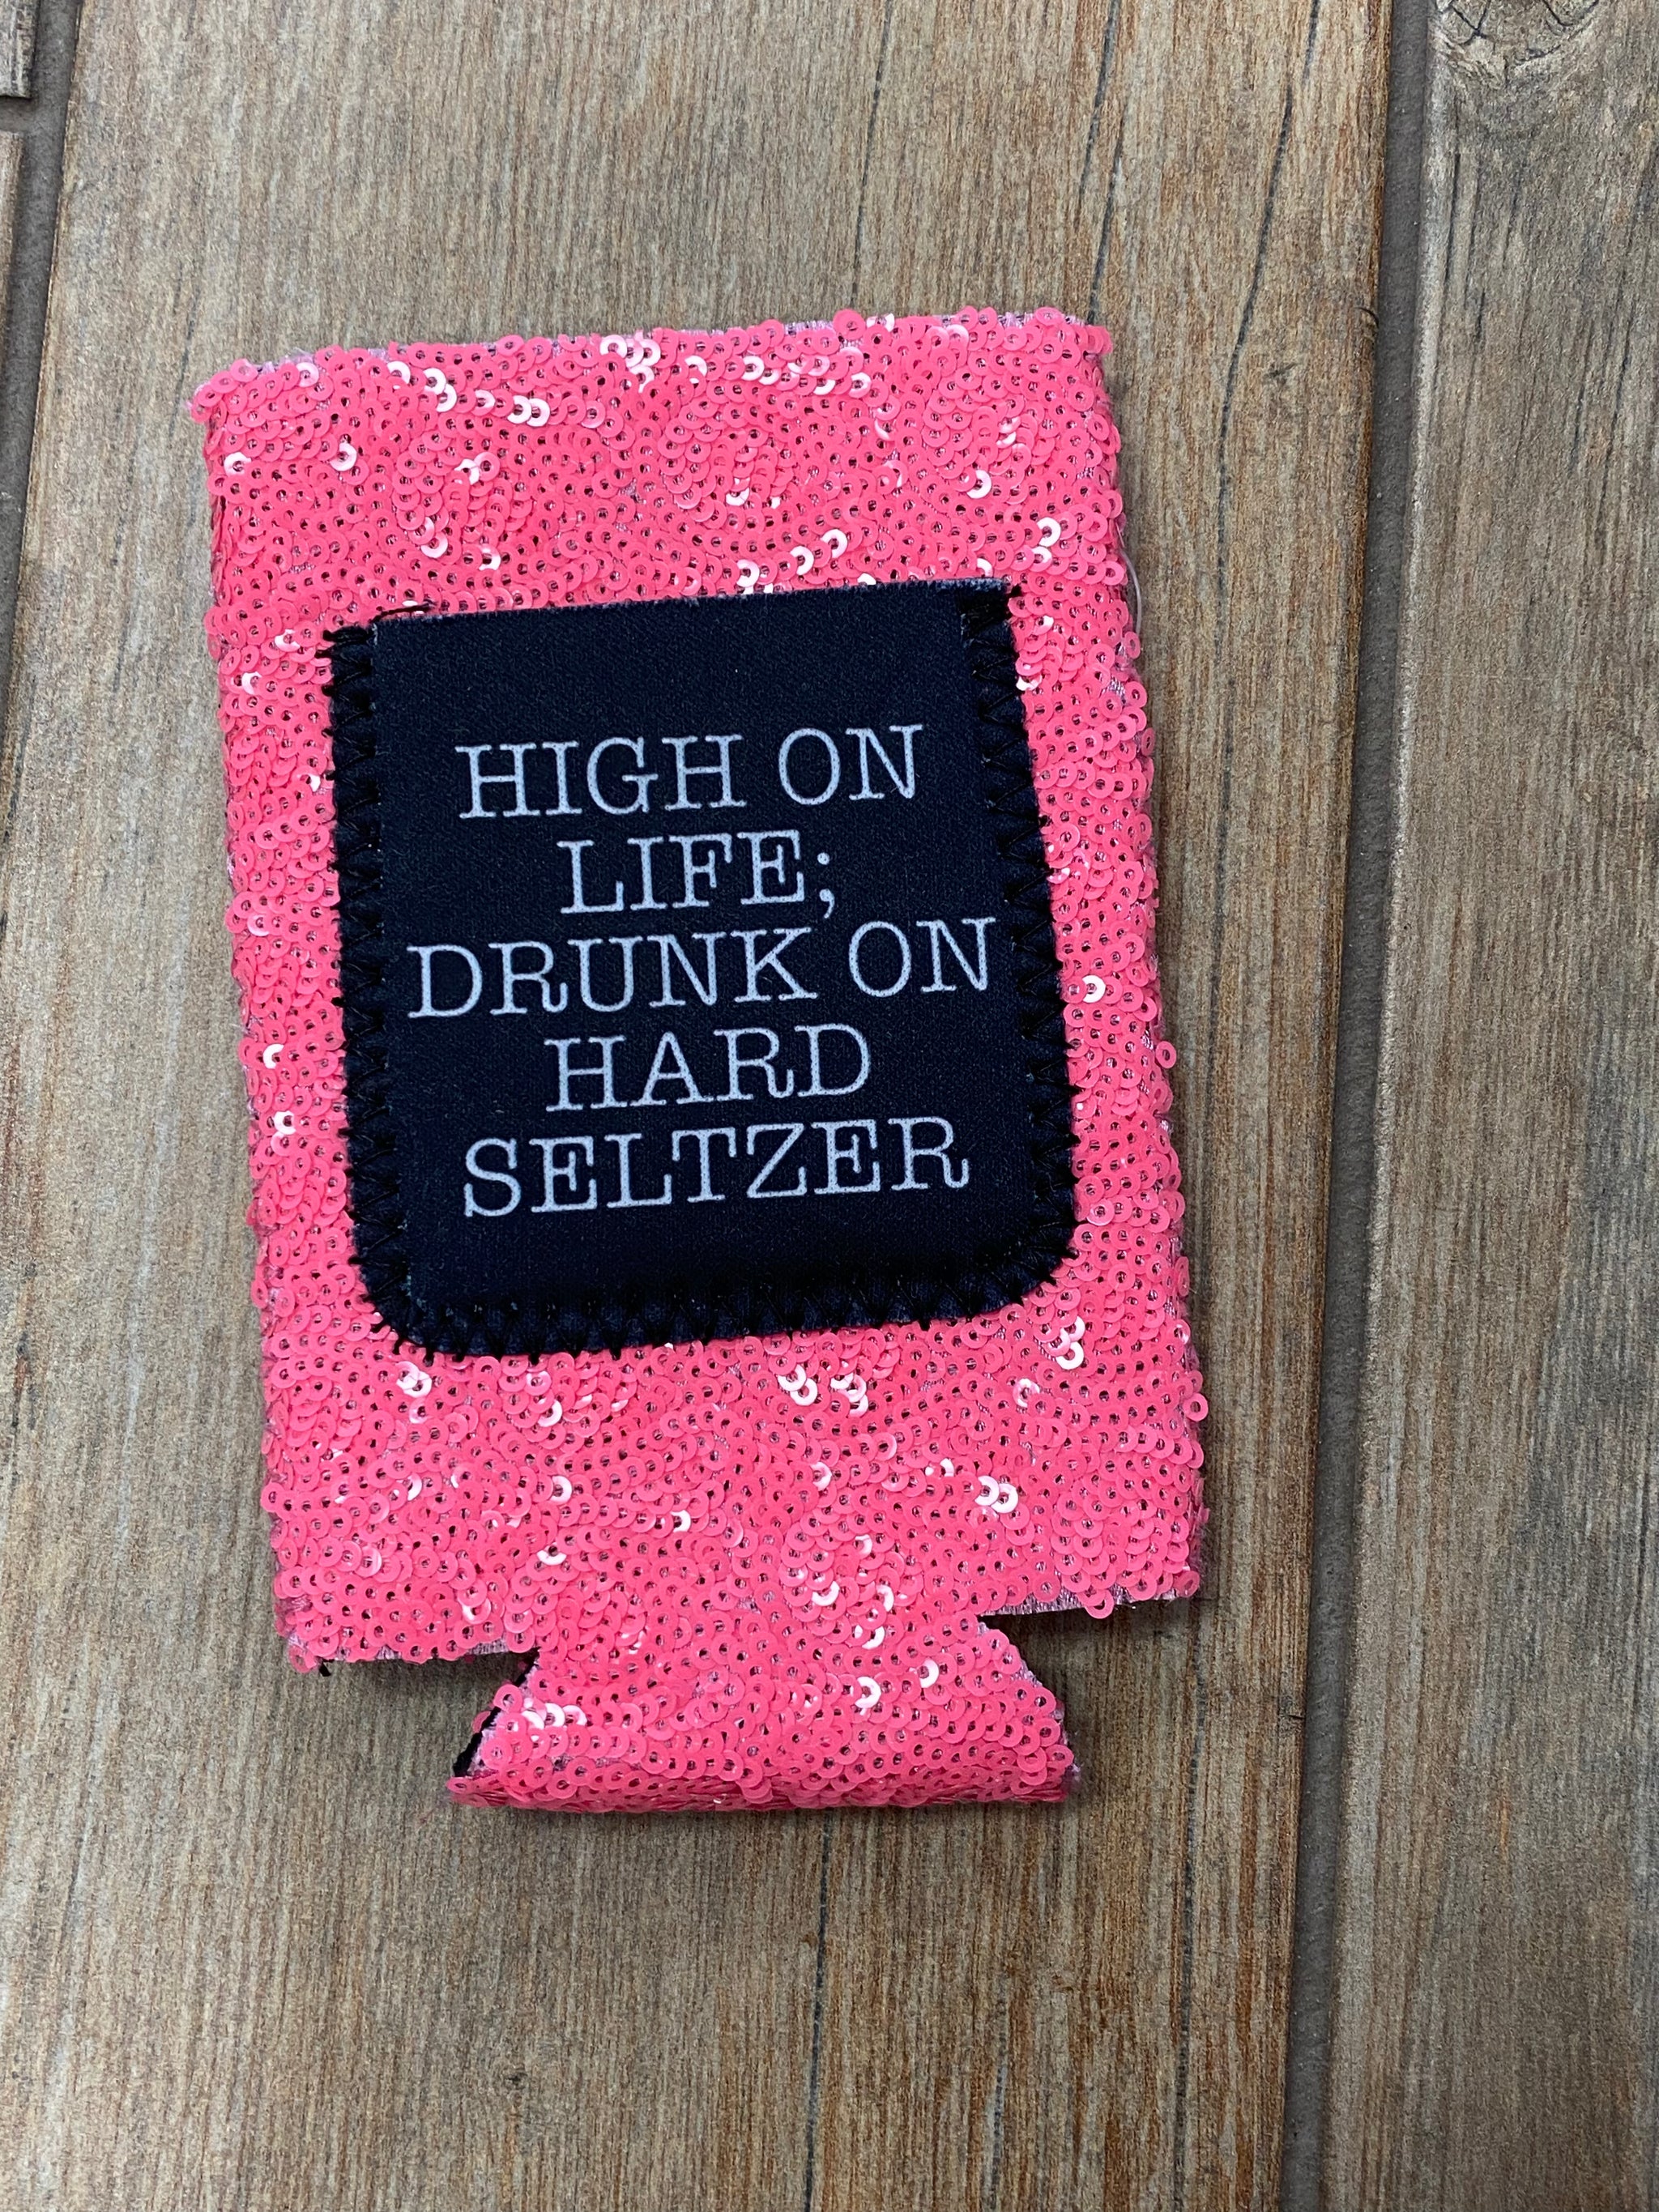 HIGH ON
LIFE;
DRUNK ON
HARD
SELTZER